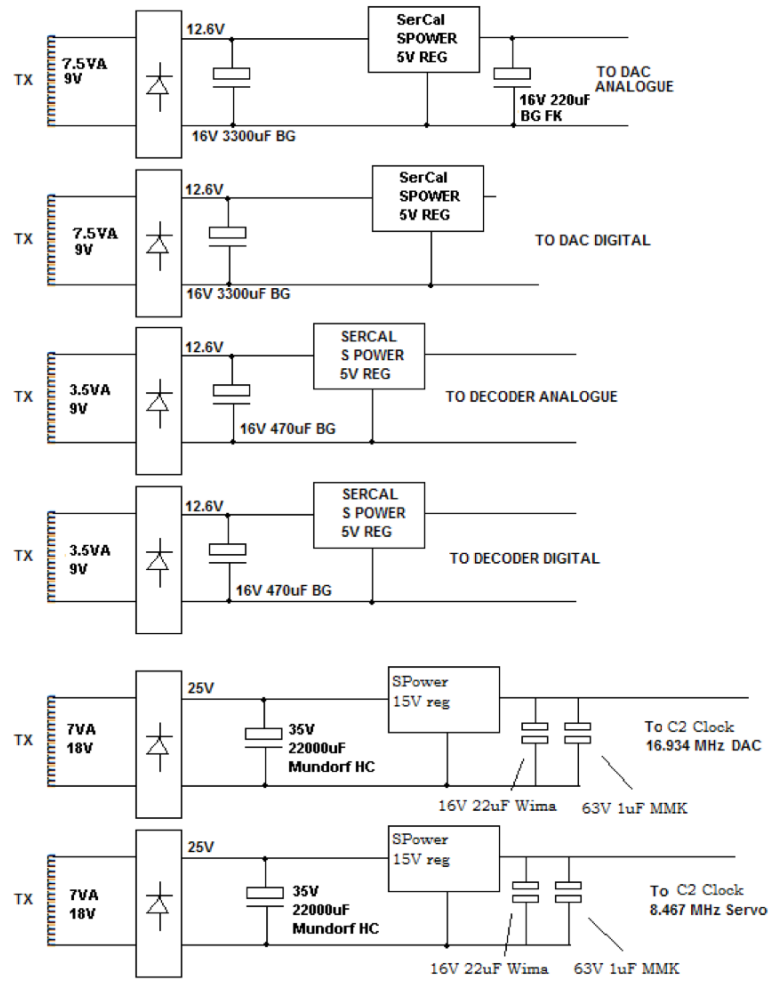 12.6V
SerCal
SPOWER
5V REG
TX
7.5VA
9V
TO DAC
ANALOGUE
16V 220uF
BG FK
16V 3300uF BG
12.6V
SerCal
SPOWER
5V REG
TX
7.5VA
9V
TO DAC DIGITAL
16V 3300uF BG
12.6V
SERCAL
S POWER
5V REG
TX
3.5VA
9V
TO DECODER ANALOGUE
16V 470uF BG
12.6V
SERCAL
S POWER
5V REG
TX
3.5VA
9V
TO DECODER DIGITAL
16V 470uF BG
25V
SPower
15V reg
TX
7VA
18V
35V
22000uF
Mundorf HC
To C2 Clock
16.934 MHz DAC
16V 22uF Wima
63V 1uF MMK
25V
SPower
15V reg
TX
7VA
18V
35V
22000uF
Mundorf HC
To C2 Clock
8.467 MHz Servo
16V 22uF Wima
63V 1uF MMK